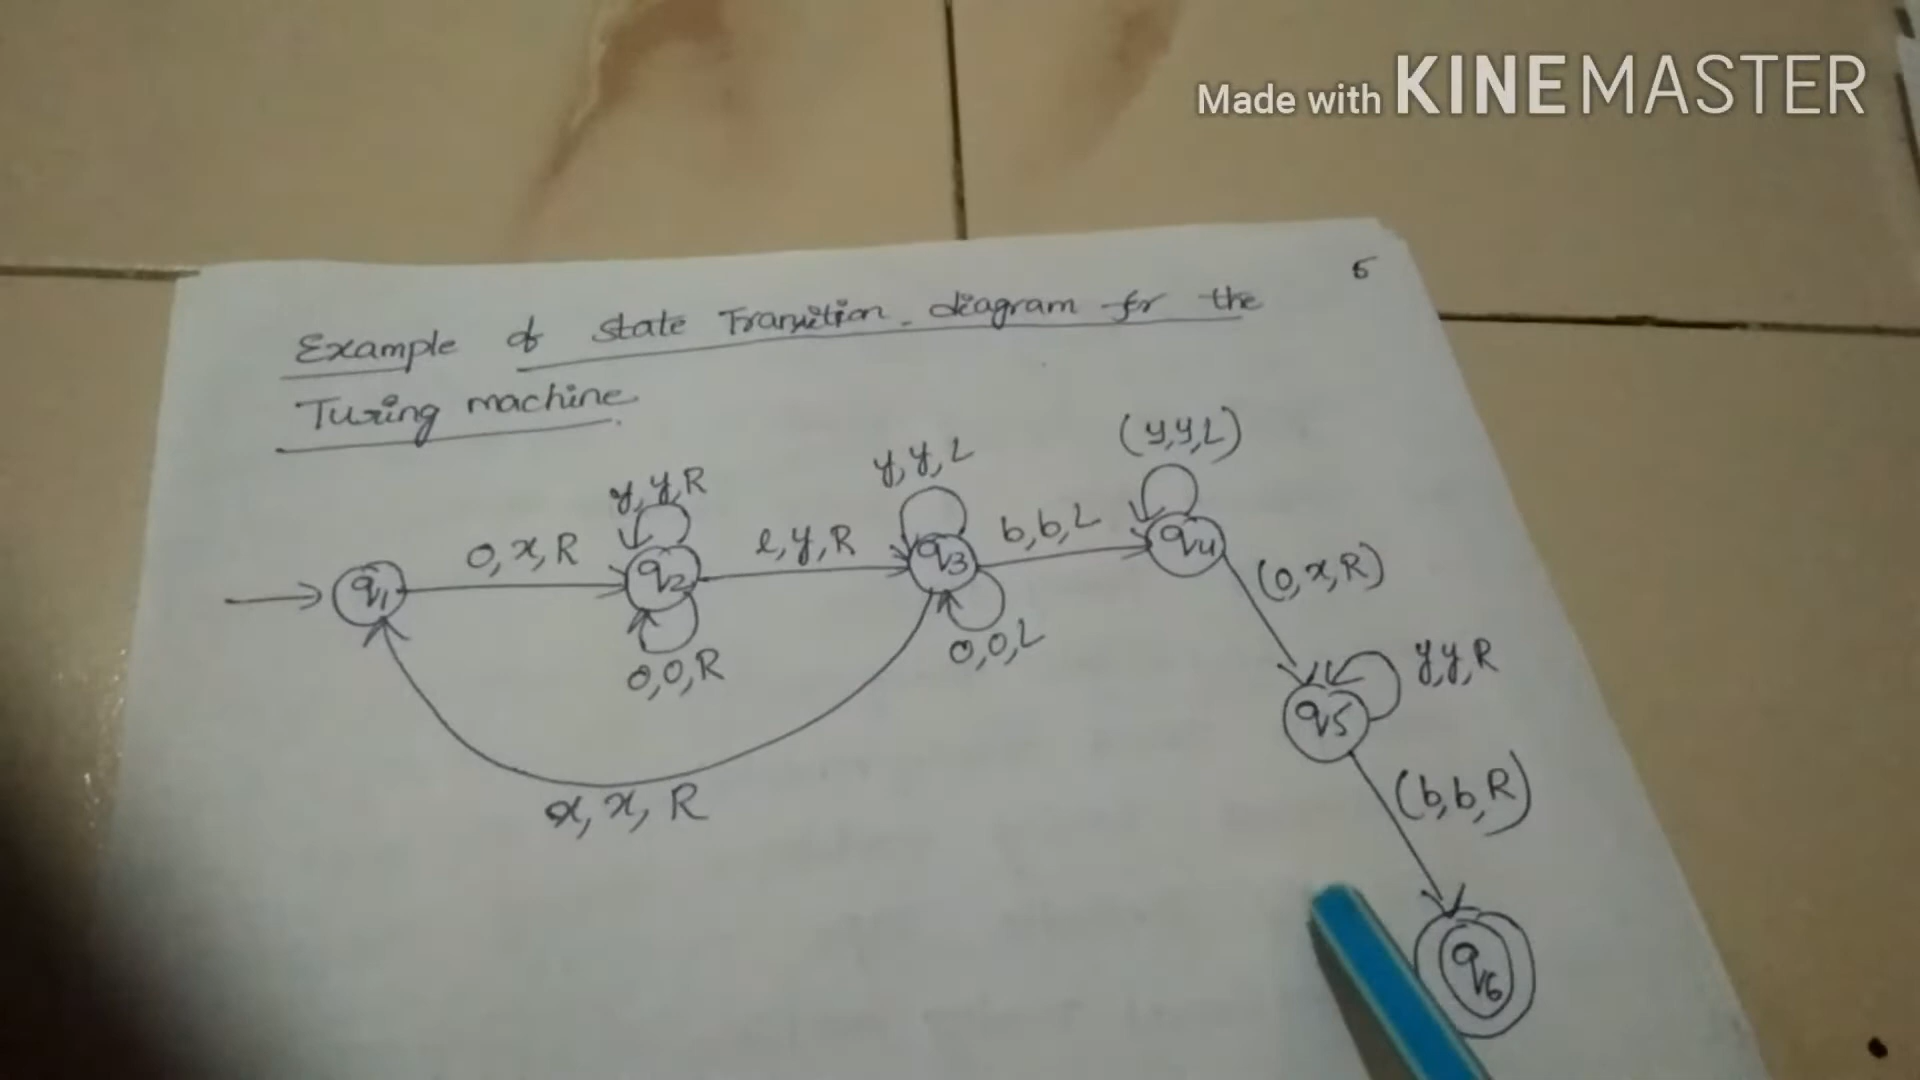 Made with KINEMASTER
5
Example of state Transition diagram for the
Turing machine.
(y,y,L)
y,y,L
y,y,R
0,x,R
1,y,R
b,b,L
q1
q2
q3
q4
(0,x,R)
0,0,R
0,0,L
y,y,R
q5
x,x,R
(b,b,R)
q6